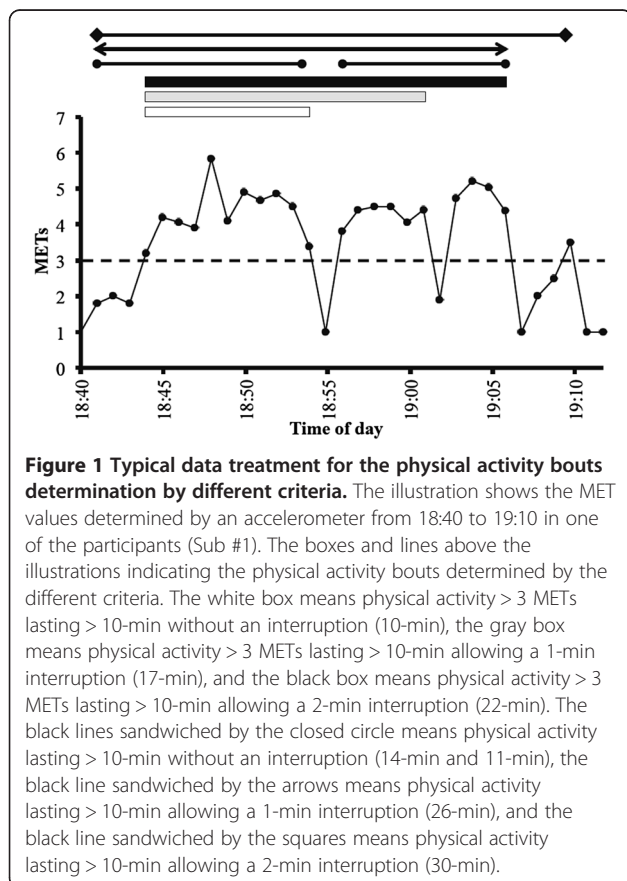 7
6
5
4
3
2
1
0
METs
18:40
18:45
18:50
18:55
19:00
19:05
19:10
Time of day
Figure 1 Typical data treatment for the physical activity bouts
determination by different criteria. The illustration shows the MET
values determined by an accelerometer from 18:40 to 19:10 in one
of the participants (Sub #1). The boxes and lines above the
illustrations indicating the physical activity bouts determined by the
different criteria. The white box means physical activity > 3 METs
lasting > 10-min without an interruption (10-min), the gray box
means physical activity > 3 METs lasting > 10-min allowing a 1-min
interruption (17-min), and the black box means physical activity > 3
METs lasting > 10-min allowing a 2-min interruption (22-min). The
black lines sandwiched by the closed circle means physical activity
lasting > 10-min without an interruption (14-min and 11-min), the
black line sandwiched by the arrows means physical activity
lasting > 10-min allowing a 1-min interruption (26-min), and the
black line sandwiched by the squares means physical activity
lasting > 10-min allowing a 2-min interruption (30-min).